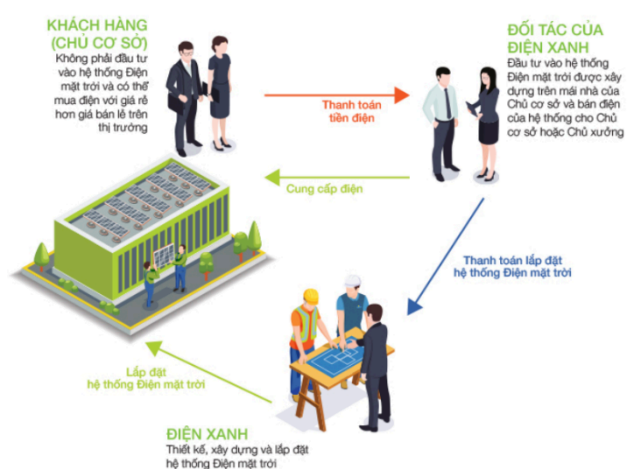 KHÁCH HÀNG
(CHỦ CƠ SỞ)
Không phải đầu tư
vào hệ thống Điện
mặt trời và có thể
mua điện với giá rẻ
hơn giá bán lẻ trên
thị trường
ĐỐI TÁC CỦA
ĐIỆN XANH
Đầu tư vào hệ thống
Điện mặt trời được xây
dựng trên mái nhà của
Chủ cơ sở và bán điện
của hệ thống cho Chủ
cơ sở hoặc Chủ xưởng
Thanh toán
tiền điện
Cung cấp điện
Thanh toán lắp đặt
hệ thống Điện mặt trời
Lắp đặt
hệ thống Điện mặt trời
ĐIỆN XANH
Thiết kế, xây dựng và lắp đặt
hệ thống Điện mặt trời